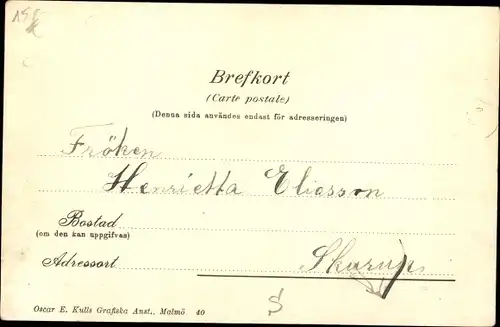 Brefkort
(Carte postale)
(Denna sida användes endast för adresseringen)
Fröken
Henrietta Eliasson
Bostad
(om den kan uppgifvas)
Adressort Skurup
Oscar E. Kulls Grafiska Anst., Malmö 40
S